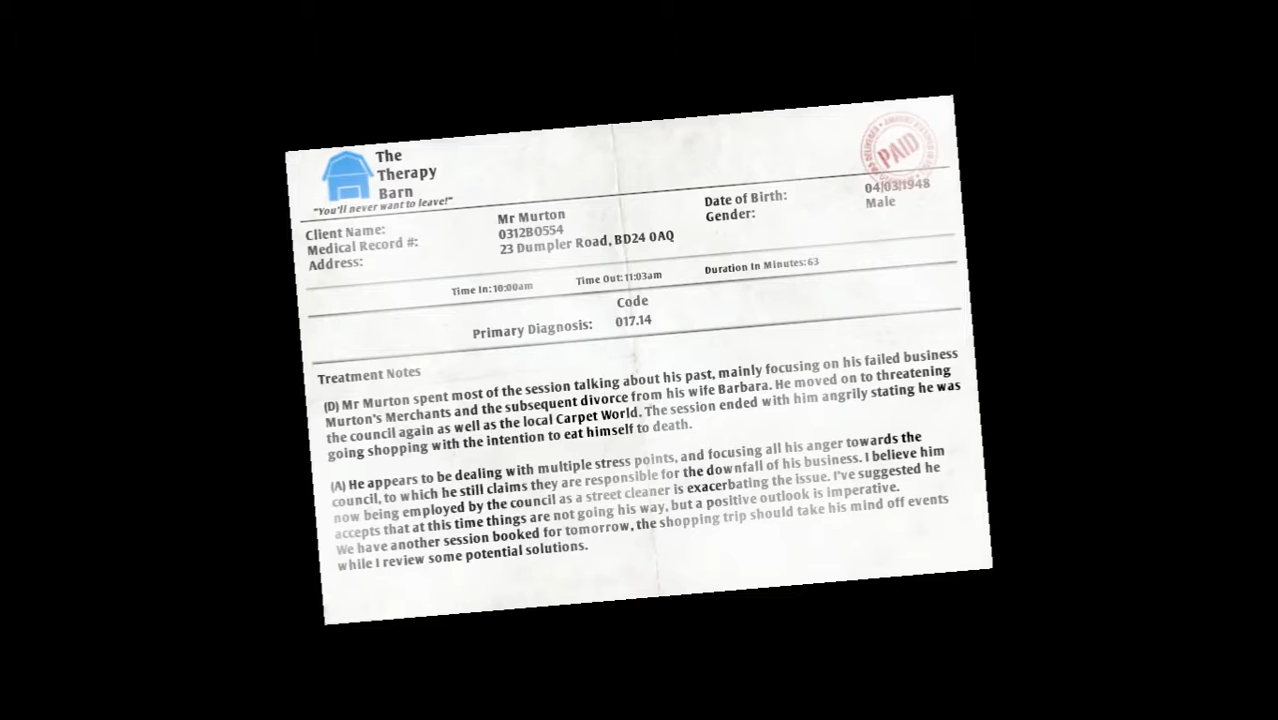 The
Therapy
Barn
"You'll never want to leave!"
PAID
Client Name: Mr Murton Date of Birth: 04/03/1948
Medical Record #: 0312B0554 Gender: Male
Address: 23 Dumpler Road, BD24 0AQ
Time In: 10:00am Time Out: 11:03am Duration In Minutes: 63
Code
Primary Diagnosis: 017.14
Treatment Notes
(D) Mr Murton spent most of the session talking about his past, mainly focusing on his failed business
Murton's Merchants and the subsequent divorce from his wife Barbara. He moved on to threatening
the council again as well as the local Carpet World. The session ended with him angrily stating he was
going shopping with the intention to eat himself to death.
(A) He appears to be dealing with multiple stress points, and focusing all his anger towards the
council, to which he still claims they are responsible for the downfall of his business. I believe him
now being employed by the council as a street cleaner is exacerbating the issue. I've suggested he
accepts that at this time things are not going his way, but a positive outlook is imperative.
We have another session booked for tomorrow, the shopping trip should take his mind off events
while I review some potential solutions.